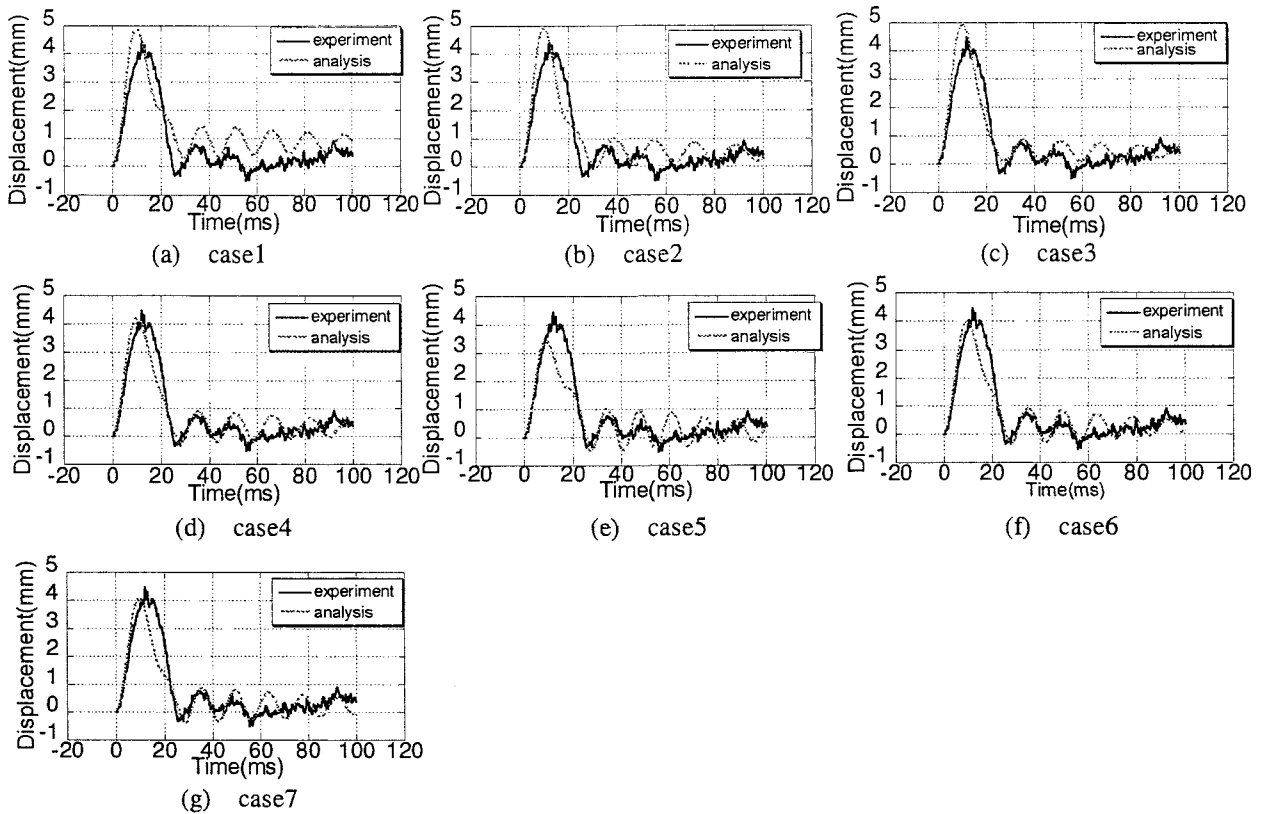 5
4
3
2
1
0
-1
Displacement(mm)
experiment
analysis
-20 0 20 40 60 80 100 120
Time(ms)
(a) case1
5
4
3
2
1
0
-1
Displacement(mm)
experiment
analysis
-20 0 20 40 60 80 100 120
Time(ms)
(b) case2
5
4
3
2
1
0
-1
Displacement(mm)
experiment
analysis
-20 0 20 40 60 80 100 120
Time(ms)
(c) case3
5
4
3
2
1
0
-1
Displacement(mm)
experiment
analysis
-20 0 20 40 60 80 100 120
Time(ms)
(d) case4
5
4
3
2
1
0
-1
Displacement(mm)
experiment
analysis
-20 0 20 40 60 80 100 120
Time(ms)
(e) case5
5
4
3
2
1
0
-1
Displacement(mm)
experiment
analysis
-20 0 20 40 60 80 100 120
Time(ms)
(f) case6
5
4
3
2
1
0
-1
Displacement(mm)
experiment
analysis
-20 0 20 40 60 80 100 120
Time(ms)
(g) case7